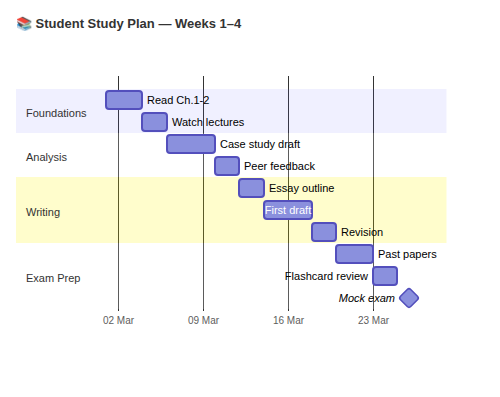 📚 Student Study Plan — Weeks 1–4
Foundations
Read Ch.1-2
Watch lectures
Analysis
Case study draft
Peer feedback
Writing
Essay outline
First draft
Revision
Exam Prep
Past papers
Flashcard review
Mock exam
02 Mar 09 Mar 16 Mar 23 Mar